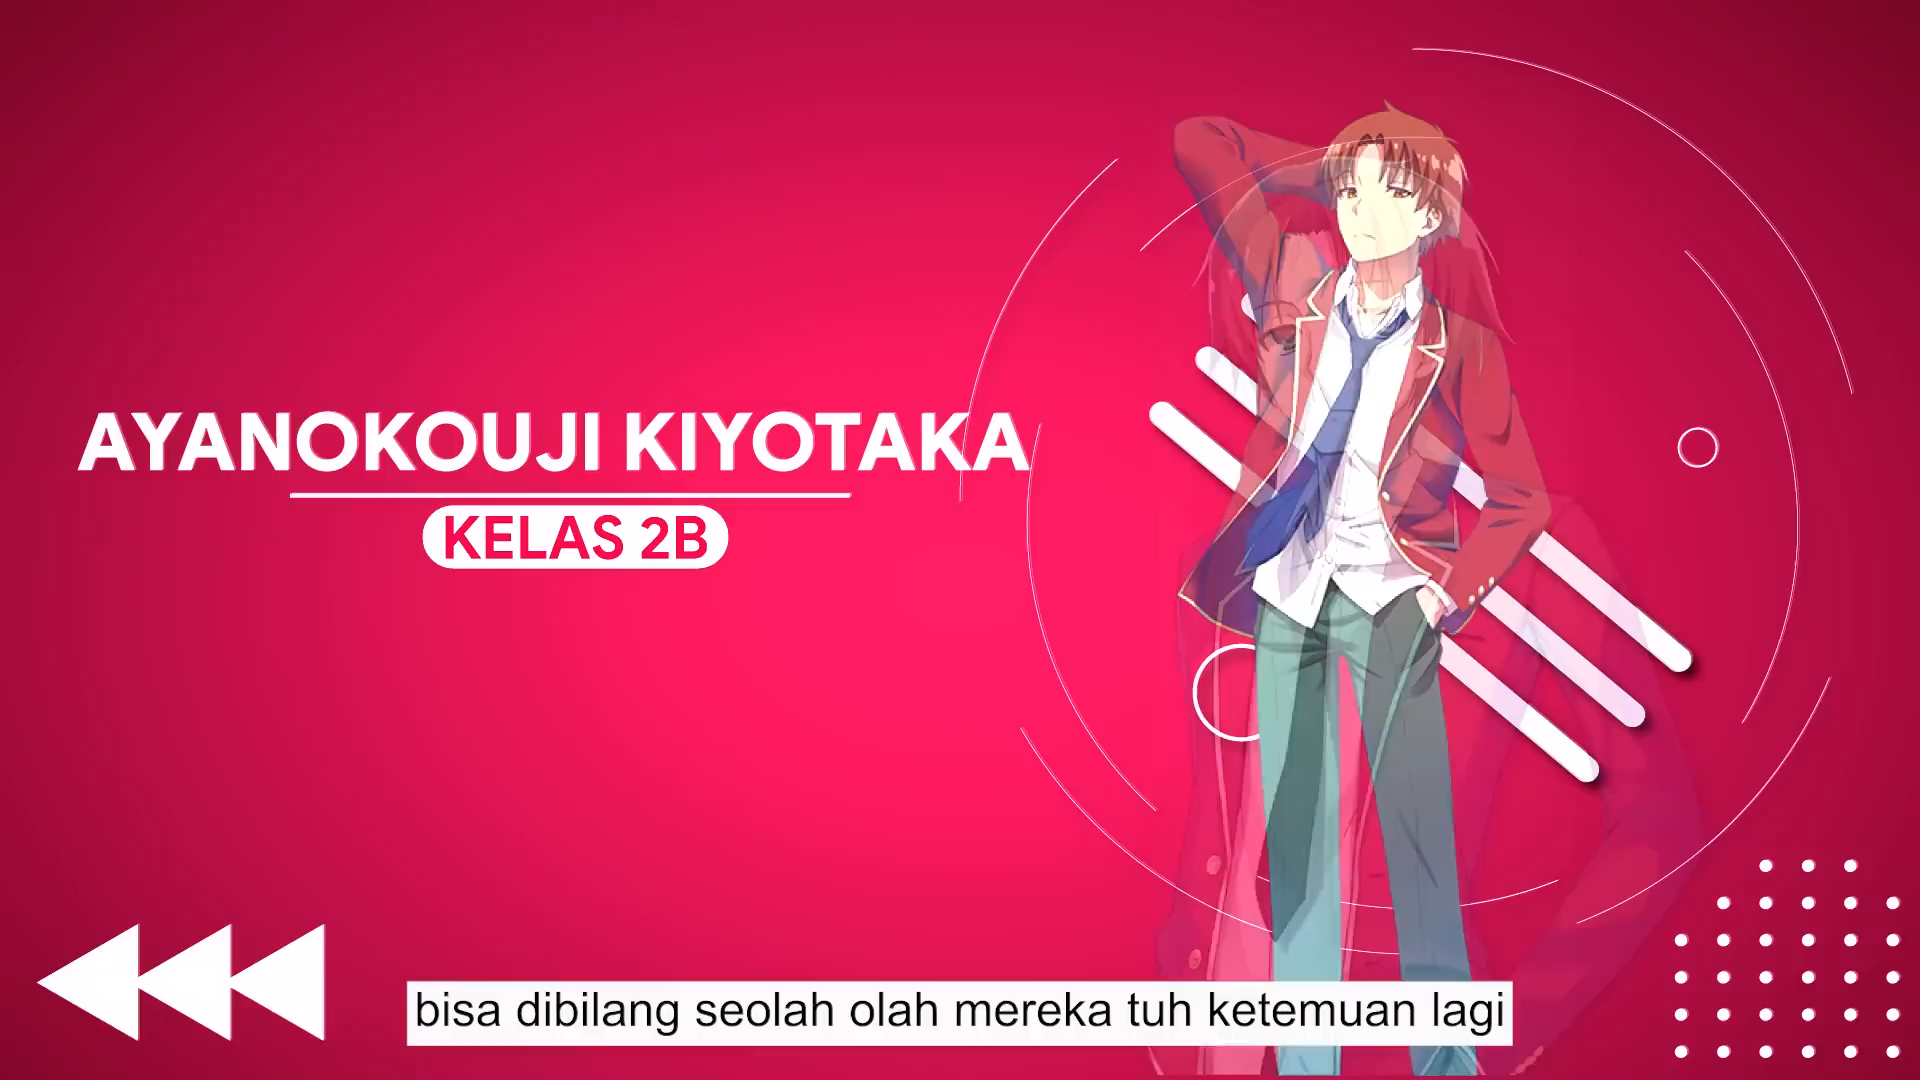 AYANOKOUJI KIYOTAKA
KELAS 2B
bisa dibilang seolah olah mereka tuh ketemuan lagi